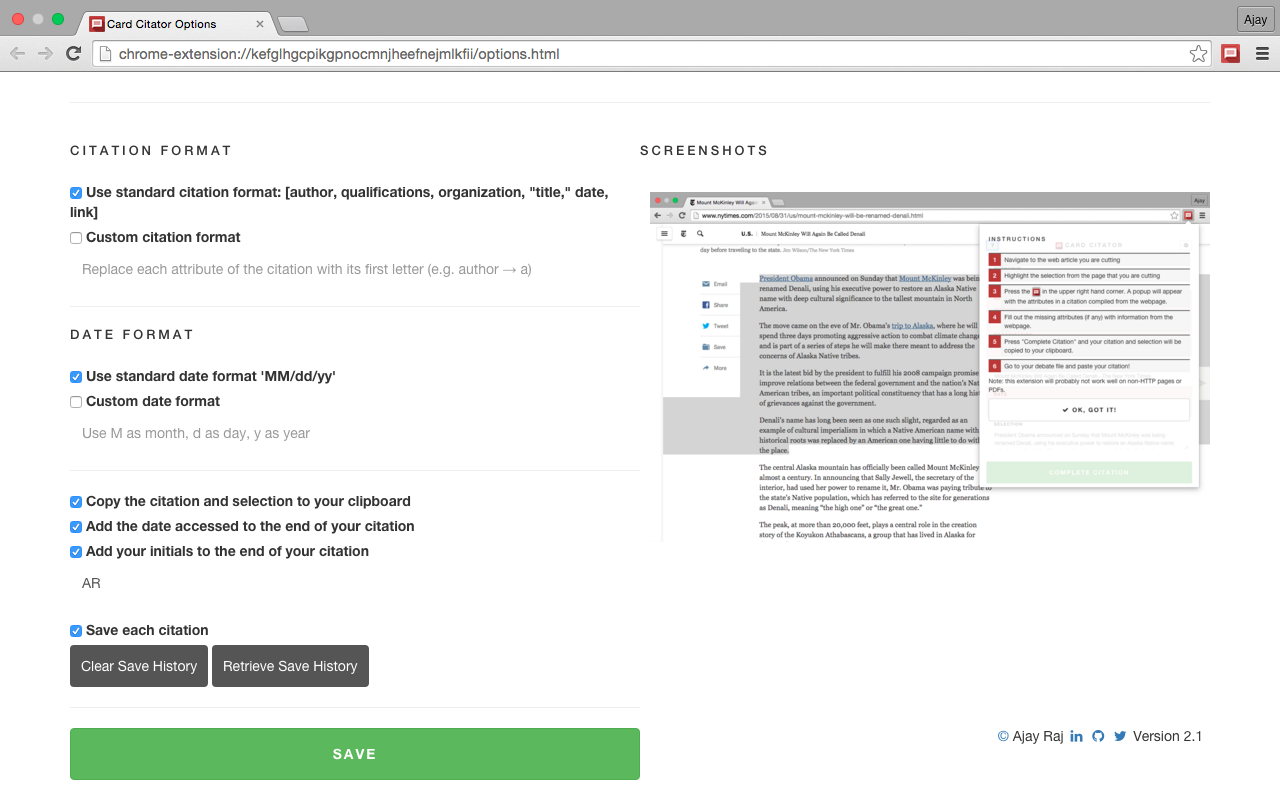 Card Citator Options
Ajay
chrome-extension://kefglhgcpikgpnocmnjheefnejmlkfii/options.html
CITATION FORMAT
Use standard citation format: [author, qualifications, organization, "title," date,
link]
Custom citation format
Replace each attribute of the citation with its first letter (e.g. author → a)
DATE FORMAT
Use standard date format 'MM/dd/yy'
Custom date format
Use M as month, d as day, y as year
Copy the citation and selection to your clipboard
Add the date accessed to the end of your citation
Add your initials to the end of your citation
AR
Save each citation
Clear Save History
Retrieve Save History
SAVE
SCREENSHOTS
Mount McKinley Will Again
Ajay
www.nytimes.com/2015/08/31/us/mount-mckinley-will-be-renamed-denali.html
U.S. Mount McKinley Will Again Be Called Denali
day before traveling to the state. Jim Wilson/The New York Times
Email
Share
Tweet
Save
More
President Obama announced on Sunday that Mount McKinley was being
renamed Denali, using his executive power to restore an Alaska Native
name with deep cultural significance to the tallest mountain in North
America.
The move came on the eve of Mr. Obama's trip to Alaska, where he will
spend three days promoting aggressive action to combat climate change
and is part of a series of steps he will make there meant to address the
concerns of Alaska Native tribes.
It is the latest bid by the president to fulfill his 2008 campaign promise
improve relations between the federal government and the nation's Nat
American tribes, an important political constituency that has a long hist
of grievances against the government.
Denali's name has long been seen as one such slight, regarded as an
example of cultural imperialism in which a Native American name with
historical roots was replaced by an American one having little to do with
the place.
The central Alaska mountain has officially been called Mount McKinley
almost a century. In announcing that Sally Jewell, the secretary of the
interior, had used her power to rename it, Mr. Obama was paying tribute to
the state's Native population, which has referred to the site for generations
as Denali, meaning "the high one" or "the great one."
The peak, at more than 20,000 feet, plays a central role in the creation
story of the Koyukon Athabascans, a group that has lived in Alaska for
INSTRUCTIONS
CARD CITATOR
1 Navigate to the web article you are cutting
2 Highlight the selection from the page that you are cutting
3 Press the in the upper right hand corner. A popup will appear
with the attributes in a citation compiled from the webpage.
4 Fill out the missing attributes (if any) with information from the
webpage.
5 Press "Complete Citation" and your citation and selection will be
copied to your clipboard.
6 Go to your debate file and paste your citation!
Note: this extension will probably not work well on non-HTTP pages or
PDFs.
OK, GOT IT!
SELECTION
President Obama announced on Sunday that Mount McKinley was being
renamed Denali, using his executive power to restore an Alaska Native name
COMPLETE CITATION
© Ajay Raj Version 2.1